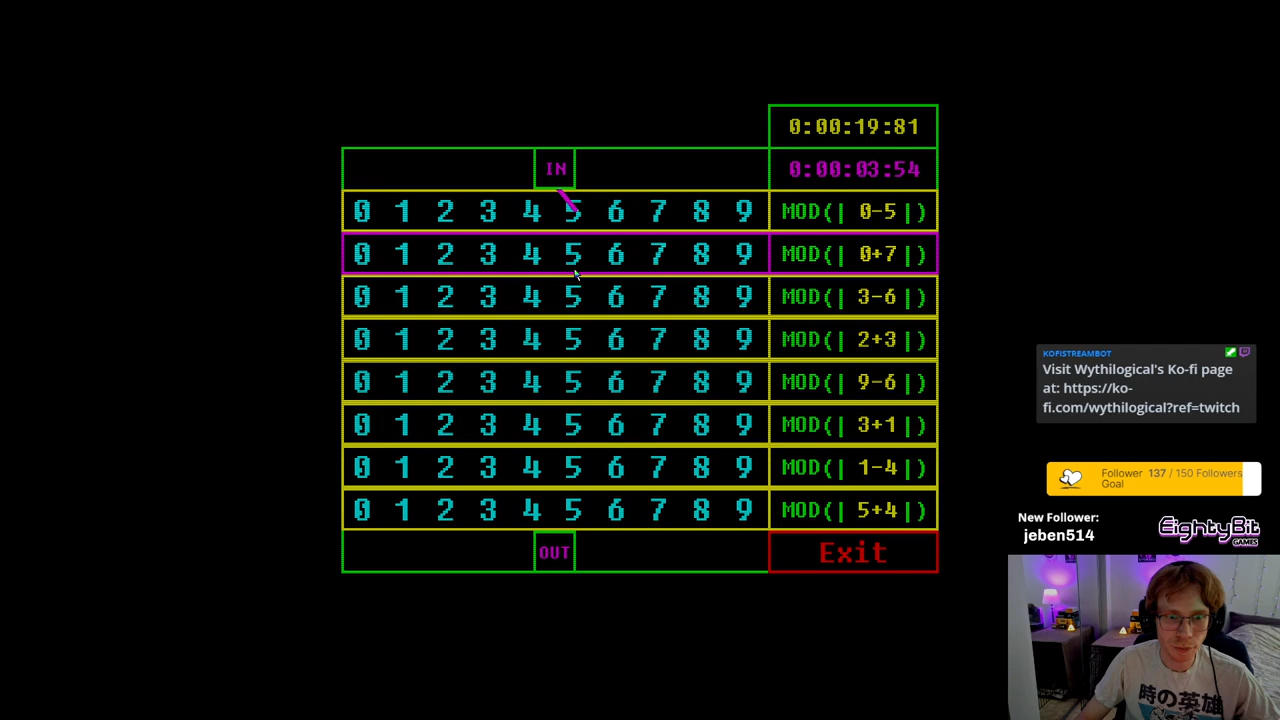 0:00:19:81
IN 0:00:03:54
0 1 2 3 4 5 6 7 8 9 MOD(| 0-5 |)
0 1 2 3 4 5 6 7 8 9 MOD(| 0+7 |)
0 1 2 3 4 5 6 7 8 9 MOD(| 3-6 |)
0 1 2 3 4 5 6 7 8 9 MOD(| 2+3 |)
0 1 2 3 4 5 6 7 8 9 MOD(| 9-6 |)
0 1 2 3 4 5 6 7 8 9 MOD(| 3+1 |)
0 1 2 3 4 5 6 7 8 9 MOD(| 1-4 |)
0 1 2 3 4 5 6 7 8 9 MOD(| 5+4 |)
OUT Exit
KOFISTREAMBOT
Visit Wythilogical's Ko-fi page
at: https://ko-
fi.com/wythilogical?ref=twitch
Follower 137 / 150 Followers
Goal
New Follower:
jeben514
EIGHTYBIT
GAMES
時の英雄